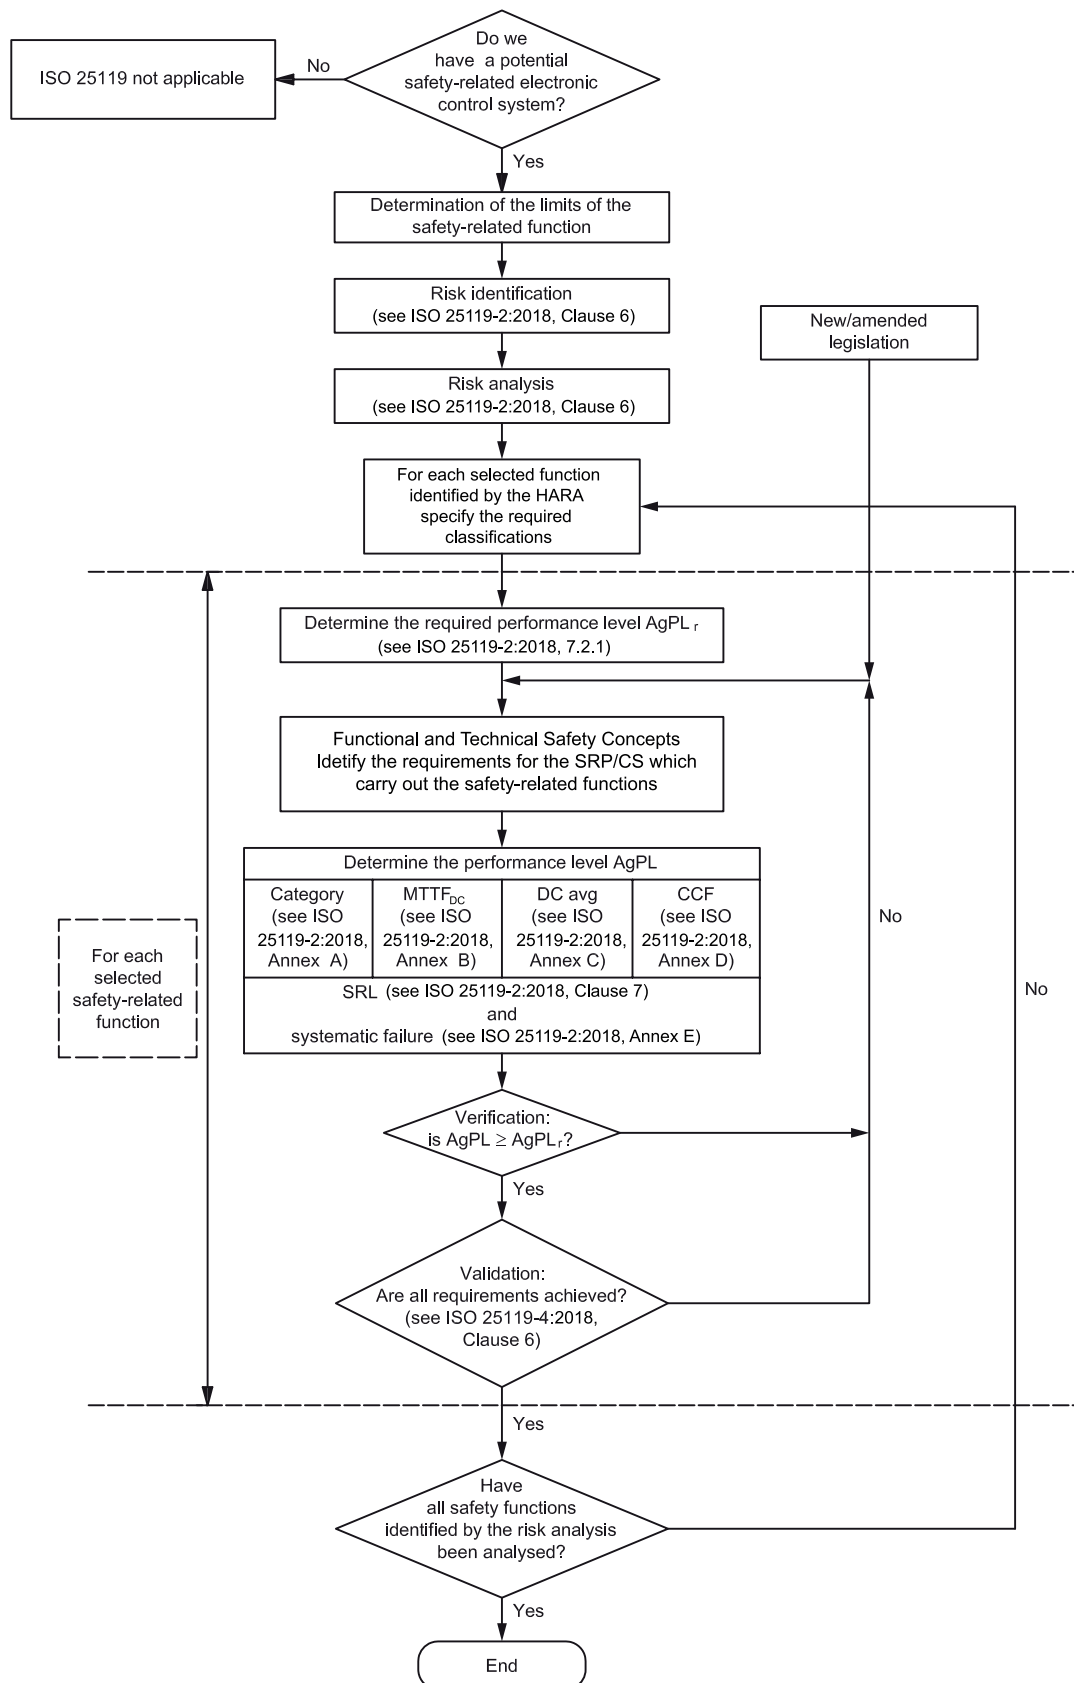 Do we
have a potential
safety-related electronic
control system?
No
ISO 25119 not applicable
Yes
Determination of the limits of the
safety-related function
Risk identification
(see ISO 25119-2:2018, Clause 6)
New/amended
legislation
Risk analysis
(see ISO 25119-2:2018, Clause 6)
For each selected function
identified by the HARA
specify the required
classifications
Determine the required performance level AgPL r
(see ISO 25119-2:2018, 7.2.1)
Functional and Technical Safety Concepts
Idetify the requirements for the SRP/CS which
carry out the safety-related functions
Determine the performance level AgPL
Category
(see ISO
25119-2:2018,
Annex A)
MTTFDC
(see ISO
25119-2:2018,
Annex B)
DC avg
(see ISO
25119-2:2018,
Annex C)
CCF
(see ISO
25119-2:2018,
Annex D)
No
For each
selected
safety-related
function
SRL (see ISO 25119-2:2018, Clause 7)
and
systematic failure (see ISO 25119-2:2018, Annex E)
No
Verification:
is AgPL ≥ AgPLr?
Yes
Validation:
Are all requirements achieved?
(see ISO 25119-4:2018,
Clause 6)
Yes
Have
all safety functions
identified by the risk analysis
been analysed?
Yes
End